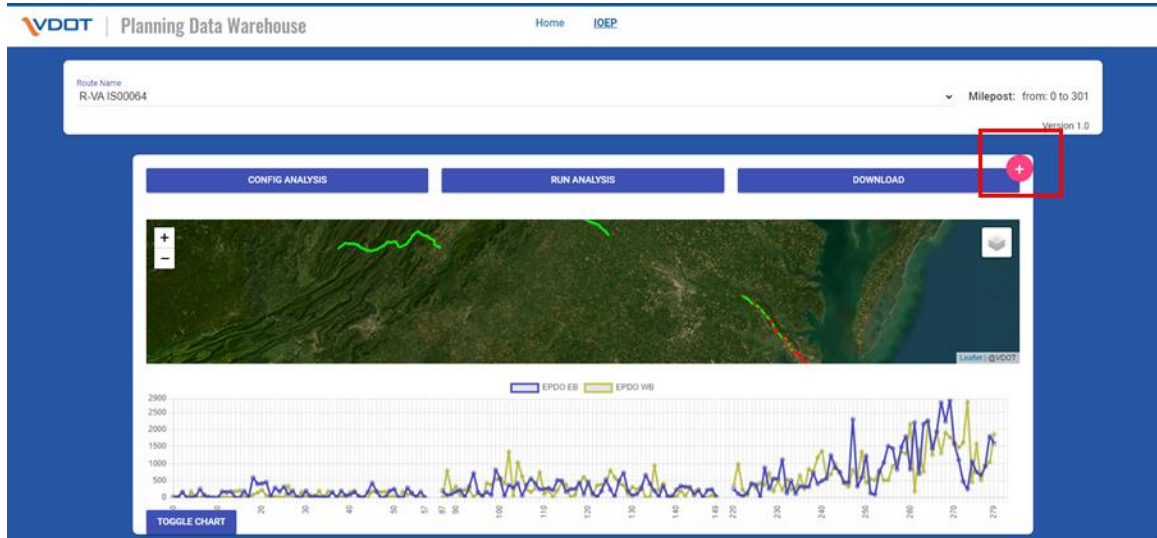 VDOT | Planning Data Warehouse
Home IOEP
Route Name
R-VA IS00064
Milepost: from: 0 to 301
Version 1.0
CONFIG ANALYSIS
RUN ANALYSIS
DOWNLOAD
+
+
−
Leaflet | @VDOT
EPDO EB EPDO WB
2900
2500
2000
1500
1000
500
0
20 30 40 50 57 87 90 100 110 120 130 140 149 220 230 240 250 260 270 279
TOGGLE CHART